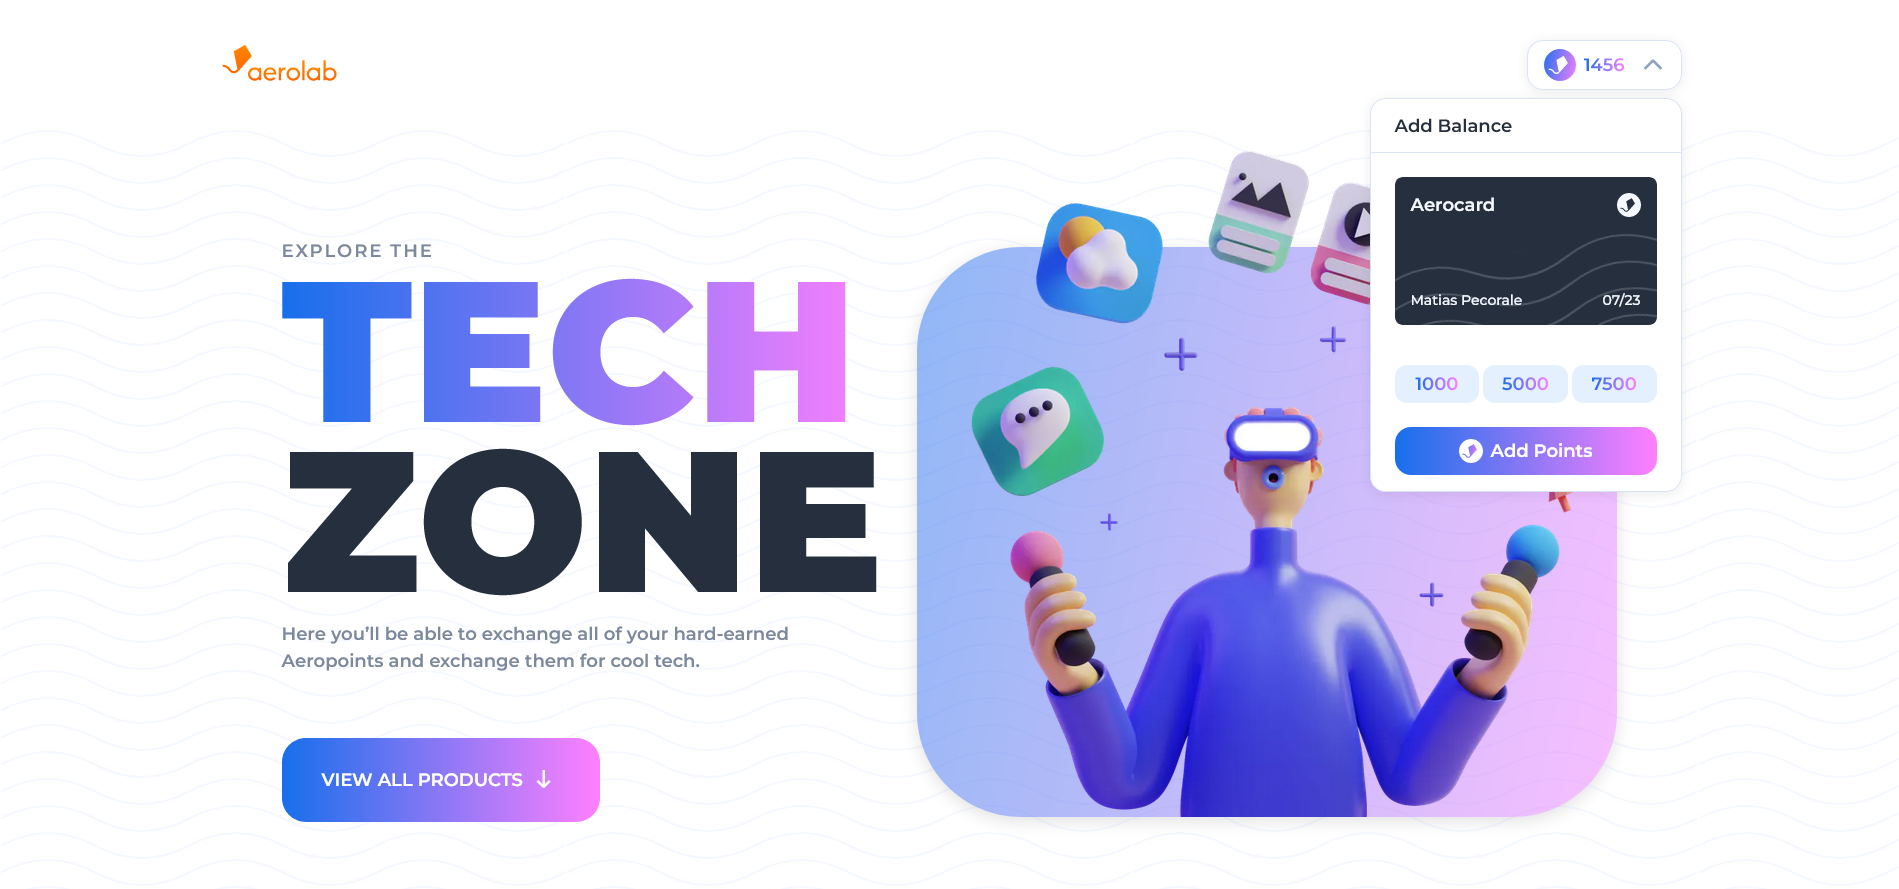 aerolab
1456
Add Balance
Aerocard
Matias Pecorale 07/23
1000 5000 7500
Add Points
EXPLORE THE
TECH
ZONE
Here you’ll be able to exchange all of your hard-earned
Aeropoints and exchange them for cool tech.
VIEW ALL PRODUCTS